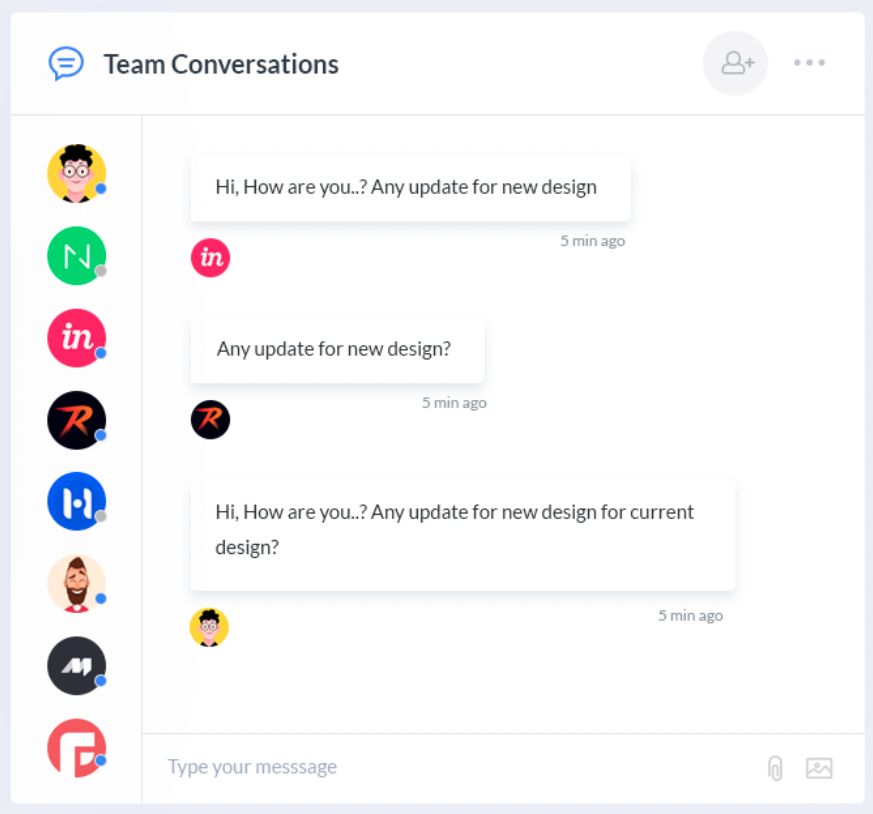 Team Conversations
Hi, How are you..? Any update for new design
5 min ago
in
in
Any update for new design?
5 min ago
R
R
Hi, How are you..? Any update for new design for current
design?
5 min ago
Type your messsage